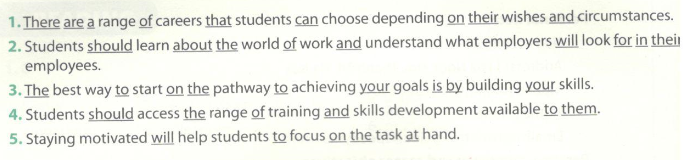 1. There are a range of careers that students can choose depending on their wishes and circumstances.
2. Students should learn about the world of work and understand what employers will look for in their
employees.
3. The best way to start on the pathway to achieving your goals is by building your skills.
4. Students should access the range of training and skills development available to them.
5. Staying motivated will help students to focus on the task at hand.